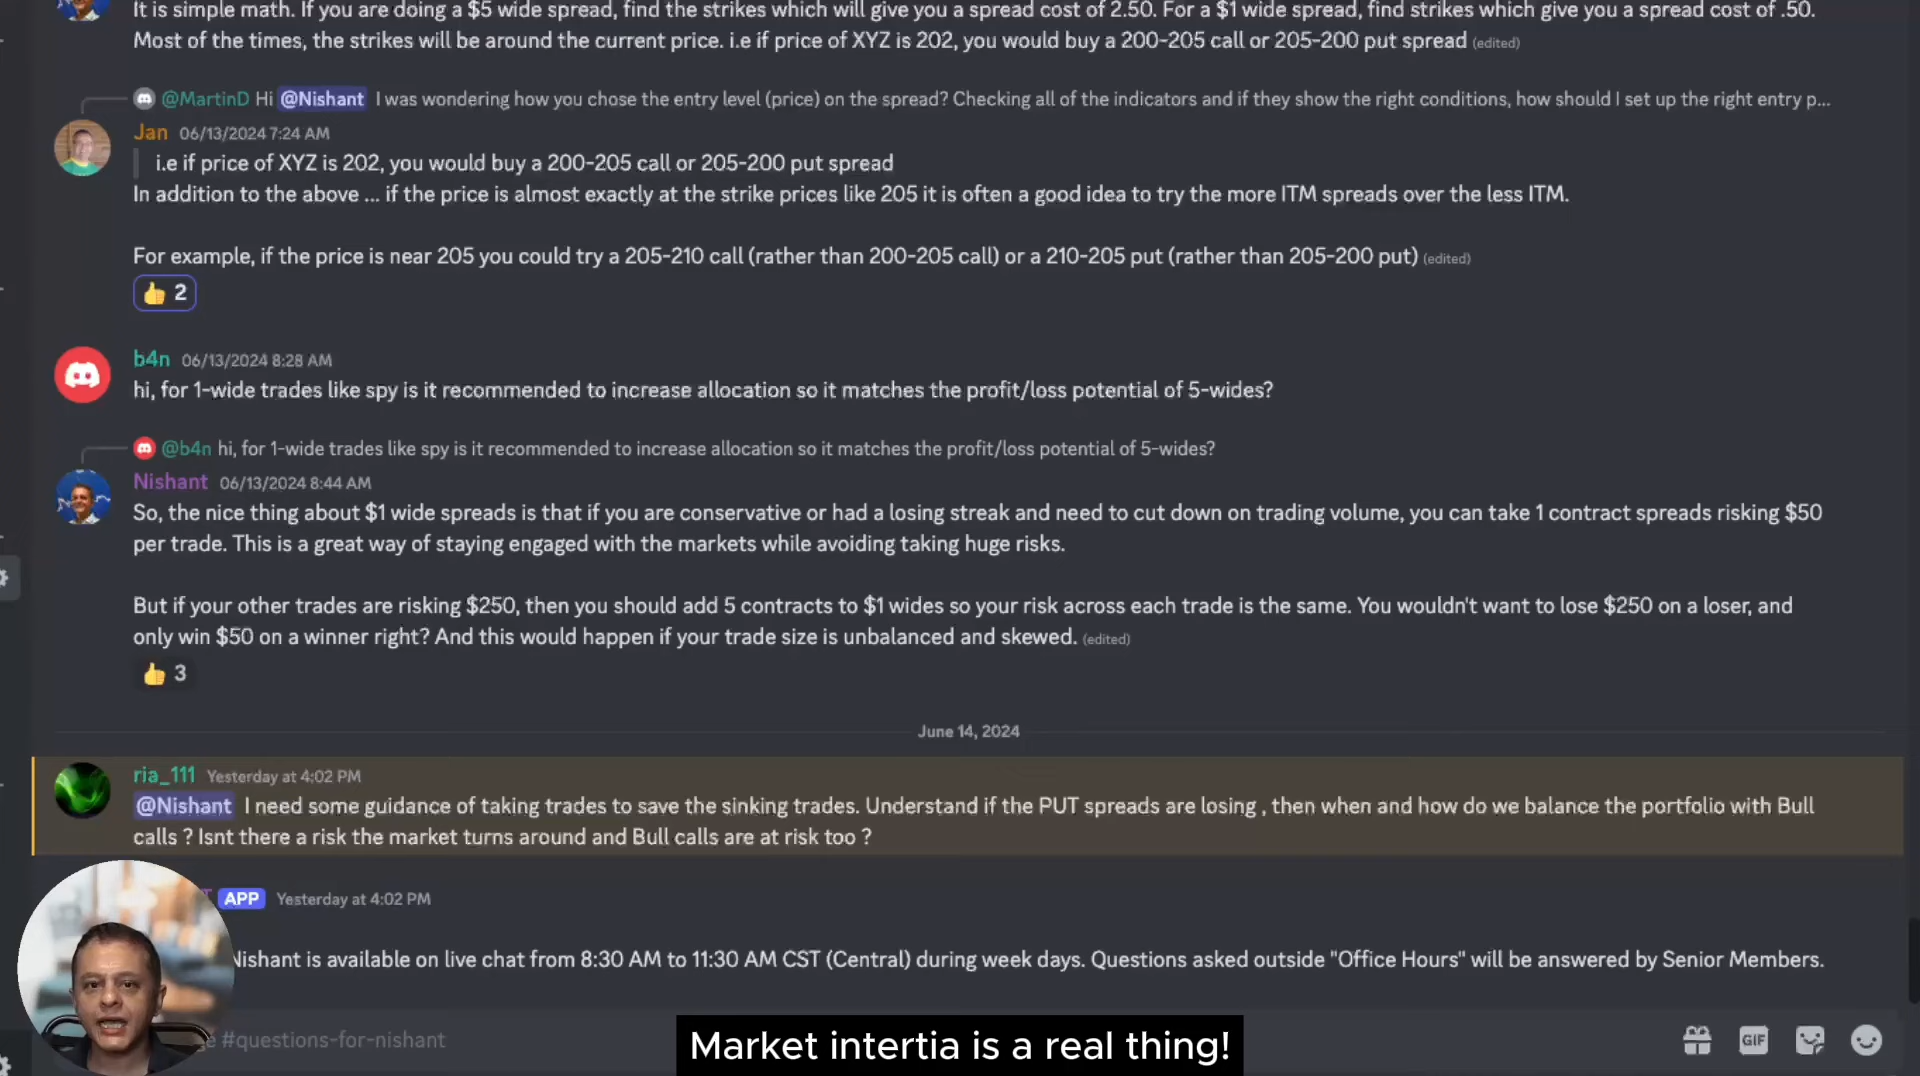 It is simple math. If you are doing a $5 wide spread, find the strikes which will give you a spread cost of 2.50. For a $1 wide spread, find strikes which give you a spread cost of .50.
Most of the times, the strikes will be around the current price. i.e if price of XYZ is 202, you would buy a 200-205 call or 205-200 put spread (edited)
@MartinD Hi @Nishant I was wondering how you chose the entry level (price) on the spread? Checking all of the indicators and if they show the right conditions, how should I set up the right entry p...
Jan 06/13/2024 7:24 AM
i.e if price of XYZ is 202, you would buy a 200-205 call or 205-200 put spread
In addition to the above ... if the price is almost exactly at the strike prices like 205 it is often a good idea to try the more ITM spreads over the less ITM.
For example, if the price is near 205 you could try a 205-210 call (rather than 200-205 call) or a 210-205 put (rather than 205-200 put) (edited)
2
b4n 06/13/2024 8:28 AM
hi, for 1-wide trades like spy is it recommended to increase allocation so it matches the profit/loss potential of 5-wides?
@b4n hi, for 1-wide trades like spy is it recommended to increase allocation so it matches the profit/loss potential of 5-wides?
Nishant 06/13/2024 8:44 AM
So, the nice thing about $1 wide spreads is that if you are conservative or had a losing streak and need to cut down on trading volume, you can take 1 contract spreads risking $50
per trade. This is a great way of staying engaged with the markets while avoiding taking huge risks.
But if your other trades are risking $250, then you should add 5 contracts to $1 wides so your risk across each trade is the same. You wouldn't want to lose $250 on a loser, and
only win $50 on a winner right? And this would happen if your trade size is unbalanced and skewed. (edited)
3
June 14, 2024
ria_111 Yesterday at 4:02 PM
@Nishant I need some guidance of taking trades to save the sinking trades. Understand if the PUT spreads are losing , then when and how do we balance the portfolio with Bull
calls ? Isnt there a risk the market turns around and Bull calls are at risk too ?
APP Yesterday at 4:02 PM
Nishant is available on live chat from 8:30 AM to 11:30 AM CST (Central) during week days. Questions asked outside "Office Hours" will be answered by Senior Members.
#questions-for-nishant
GIF
Market intertia is a real thing!